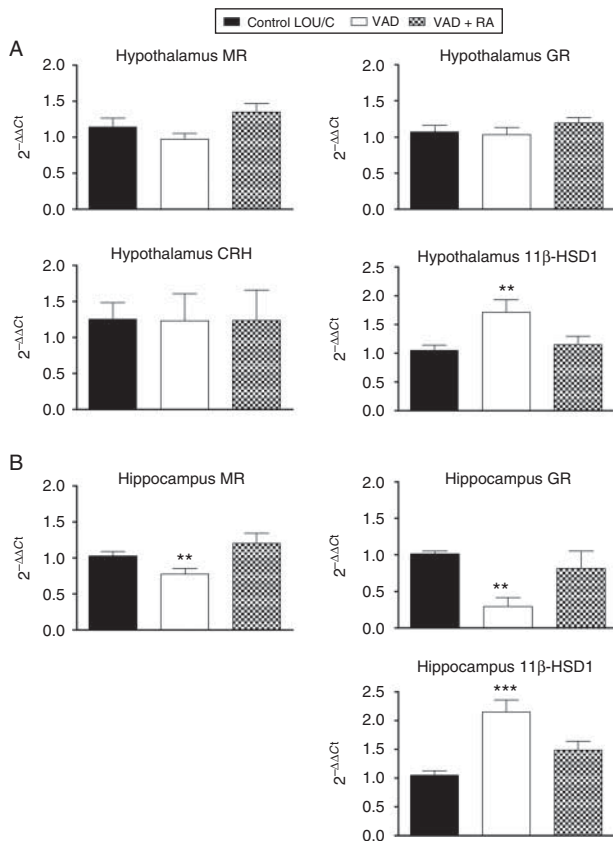 Control LOU/C VAD VAD + RA
A
Hypothalamus MR
2.0
1.5
1.0
0.5
0.0
2^−ΔΔCt
Hypothalamus GR
2.0
1.5
1.0
0.5
0.0
2^−ΔΔCt
Hypothalamus CRH
2.0
1.5
1.0
0.5
0.0
2^−ΔΔCt
Hypothalamus 11β-HSD1
2.5
2.0
1.5
1.0
0.5
0.0
2^−ΔΔCt
**
B
Hippocampus MR
2.0
1.5
1.0
0.5
0.0
2^−ΔΔCt
**
Hippocampus GR
2.0
1.5
1.0
0.5
0.0
2^−ΔΔCt
**
Hippocampus 11β-HSD1
2.5
2.0
1.5
1.0
0.5
0.0
2^−ΔΔCt
***